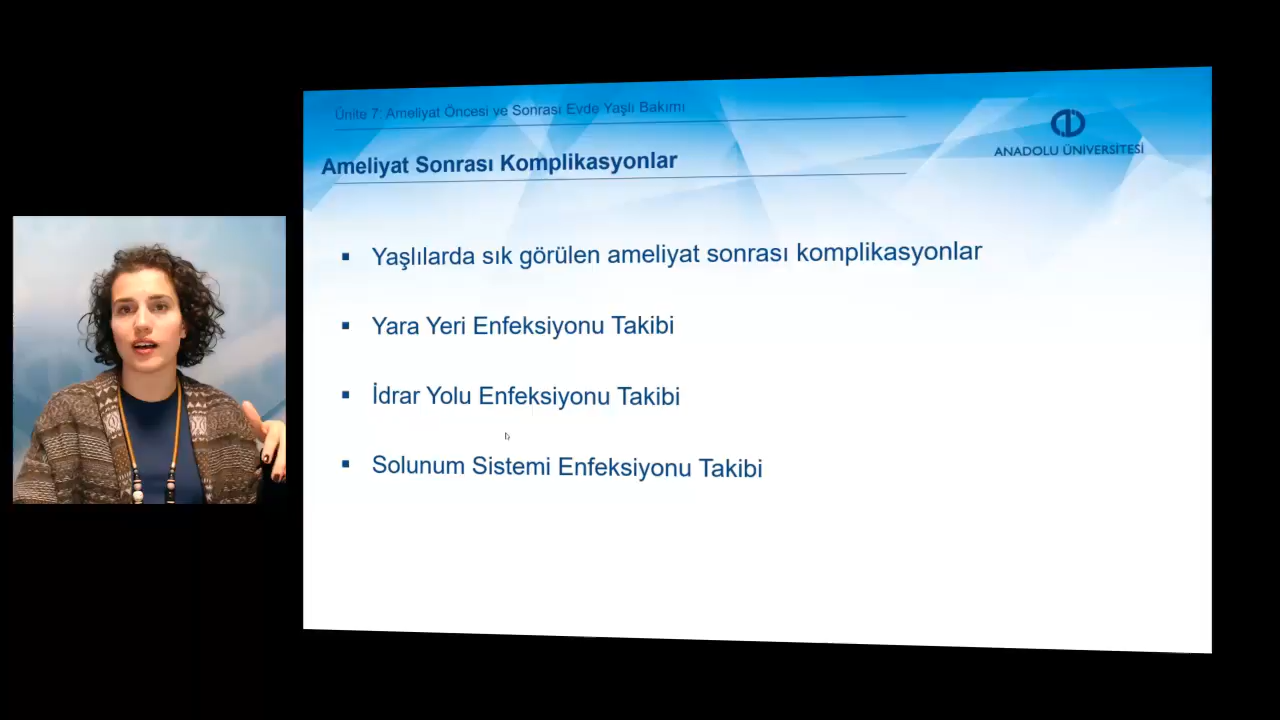 Ünite 7: Ameliyat Öncesi ve Sonrası Evde Yaşlı Bakımı
Ameliyat Sonrası Komplikasyonlar
ANADOLU ÜNİVERSİTESİ
Yaşlılarda sık görülen ameliyat sonrası komplikasyonlar
Yara Yeri Enfeksiyonu Takibi
İdrar Yolu Enfeksiyonu Takibi
Solunum Sistemi Enfeksiyonu Takibi